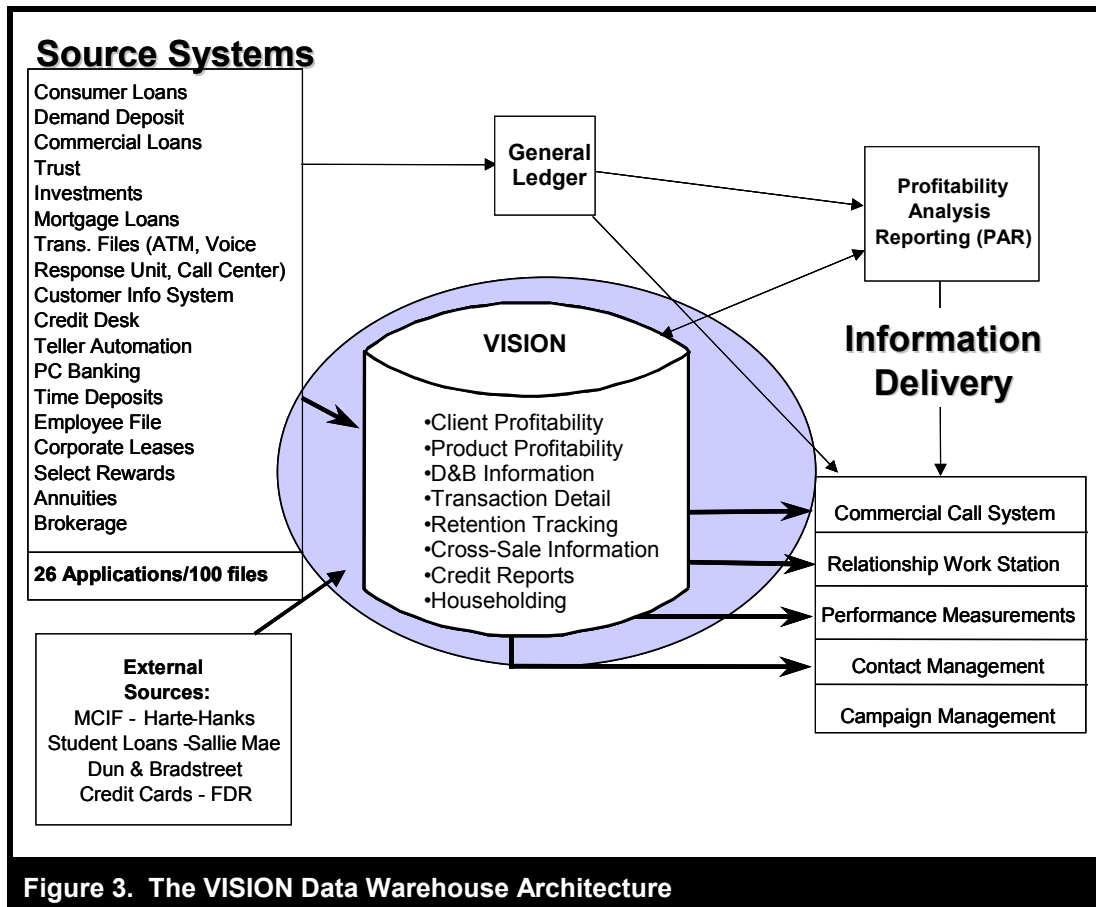 Source Systems
Consumer Loans
Demand Deposit
Commercial Loans
Trust
Investments
Mortgage Loans
Trans. Files (ATM, Voice
Response Unit, Call Center)
Customer Info System
Credit Desk
Teller Automation
PC Banking
Time Deposits
Employee File
Corporate Leases
Select Rewards
Annuities
Brokerage
26 Applications/100 files
External
Sources:
MCIF - Harte-Hanks
Student Loans -Sallie Mae
Dun & Bradstreet
Credit Cards - FDR
General
Ledger
Profitability
Analysis
Reporting (PAR)
VISION
•Client Profitability
•Product Profitability
•D&B Information
•Transaction Detail
•Retention Tracking
•Cross-Sale Information
•Credit Reports
•Householding
Information
Delivery
Commercial Call System
Relationship Work Station
Performance Measurements
Contact Management
Campaign Management
Figure 3. The VISION Data Warehouse Architecture